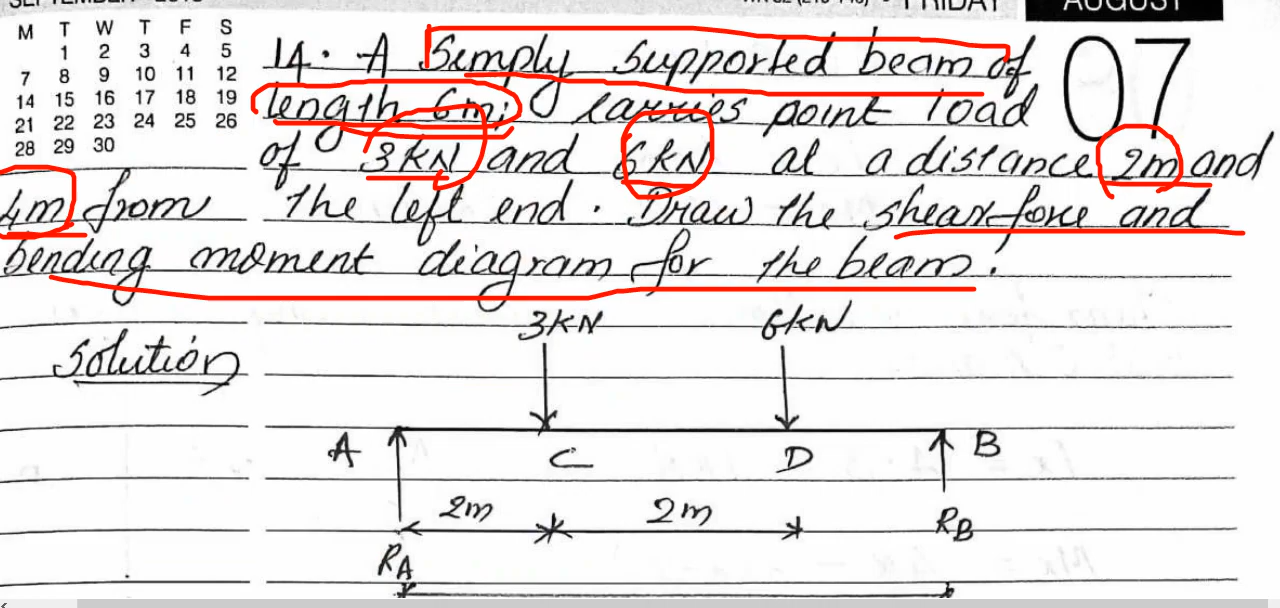 M T W T F S
1 2 3 4 5
7 8 9 10 11 12
14 15 16 17 18 19
21 22 23 24 25 26
28 29 30
FRIDAY
AUGUST
07
14. A Simply supported beam of
length 6m, carries point load
of 3KN and 6KN at a distance 2m and
4m from the left end. Draw the shear force and
bending moment diagram for the beam.
Solution
3KN 6KN
A C D B
2m 2m
RA RB